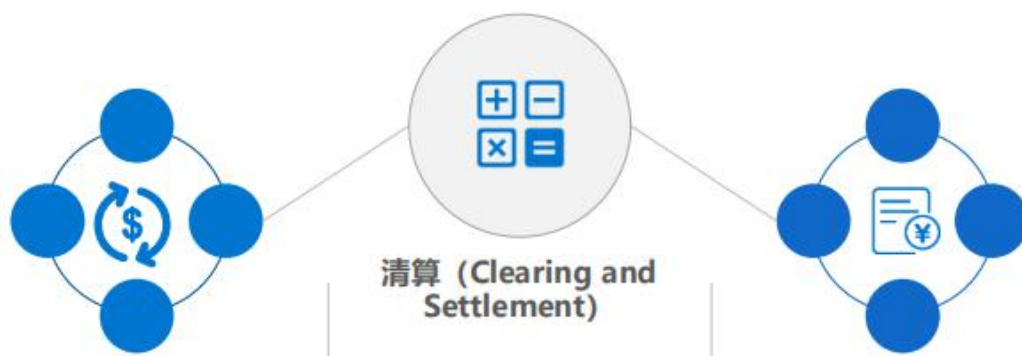 清算（Clearing and
Settlement）